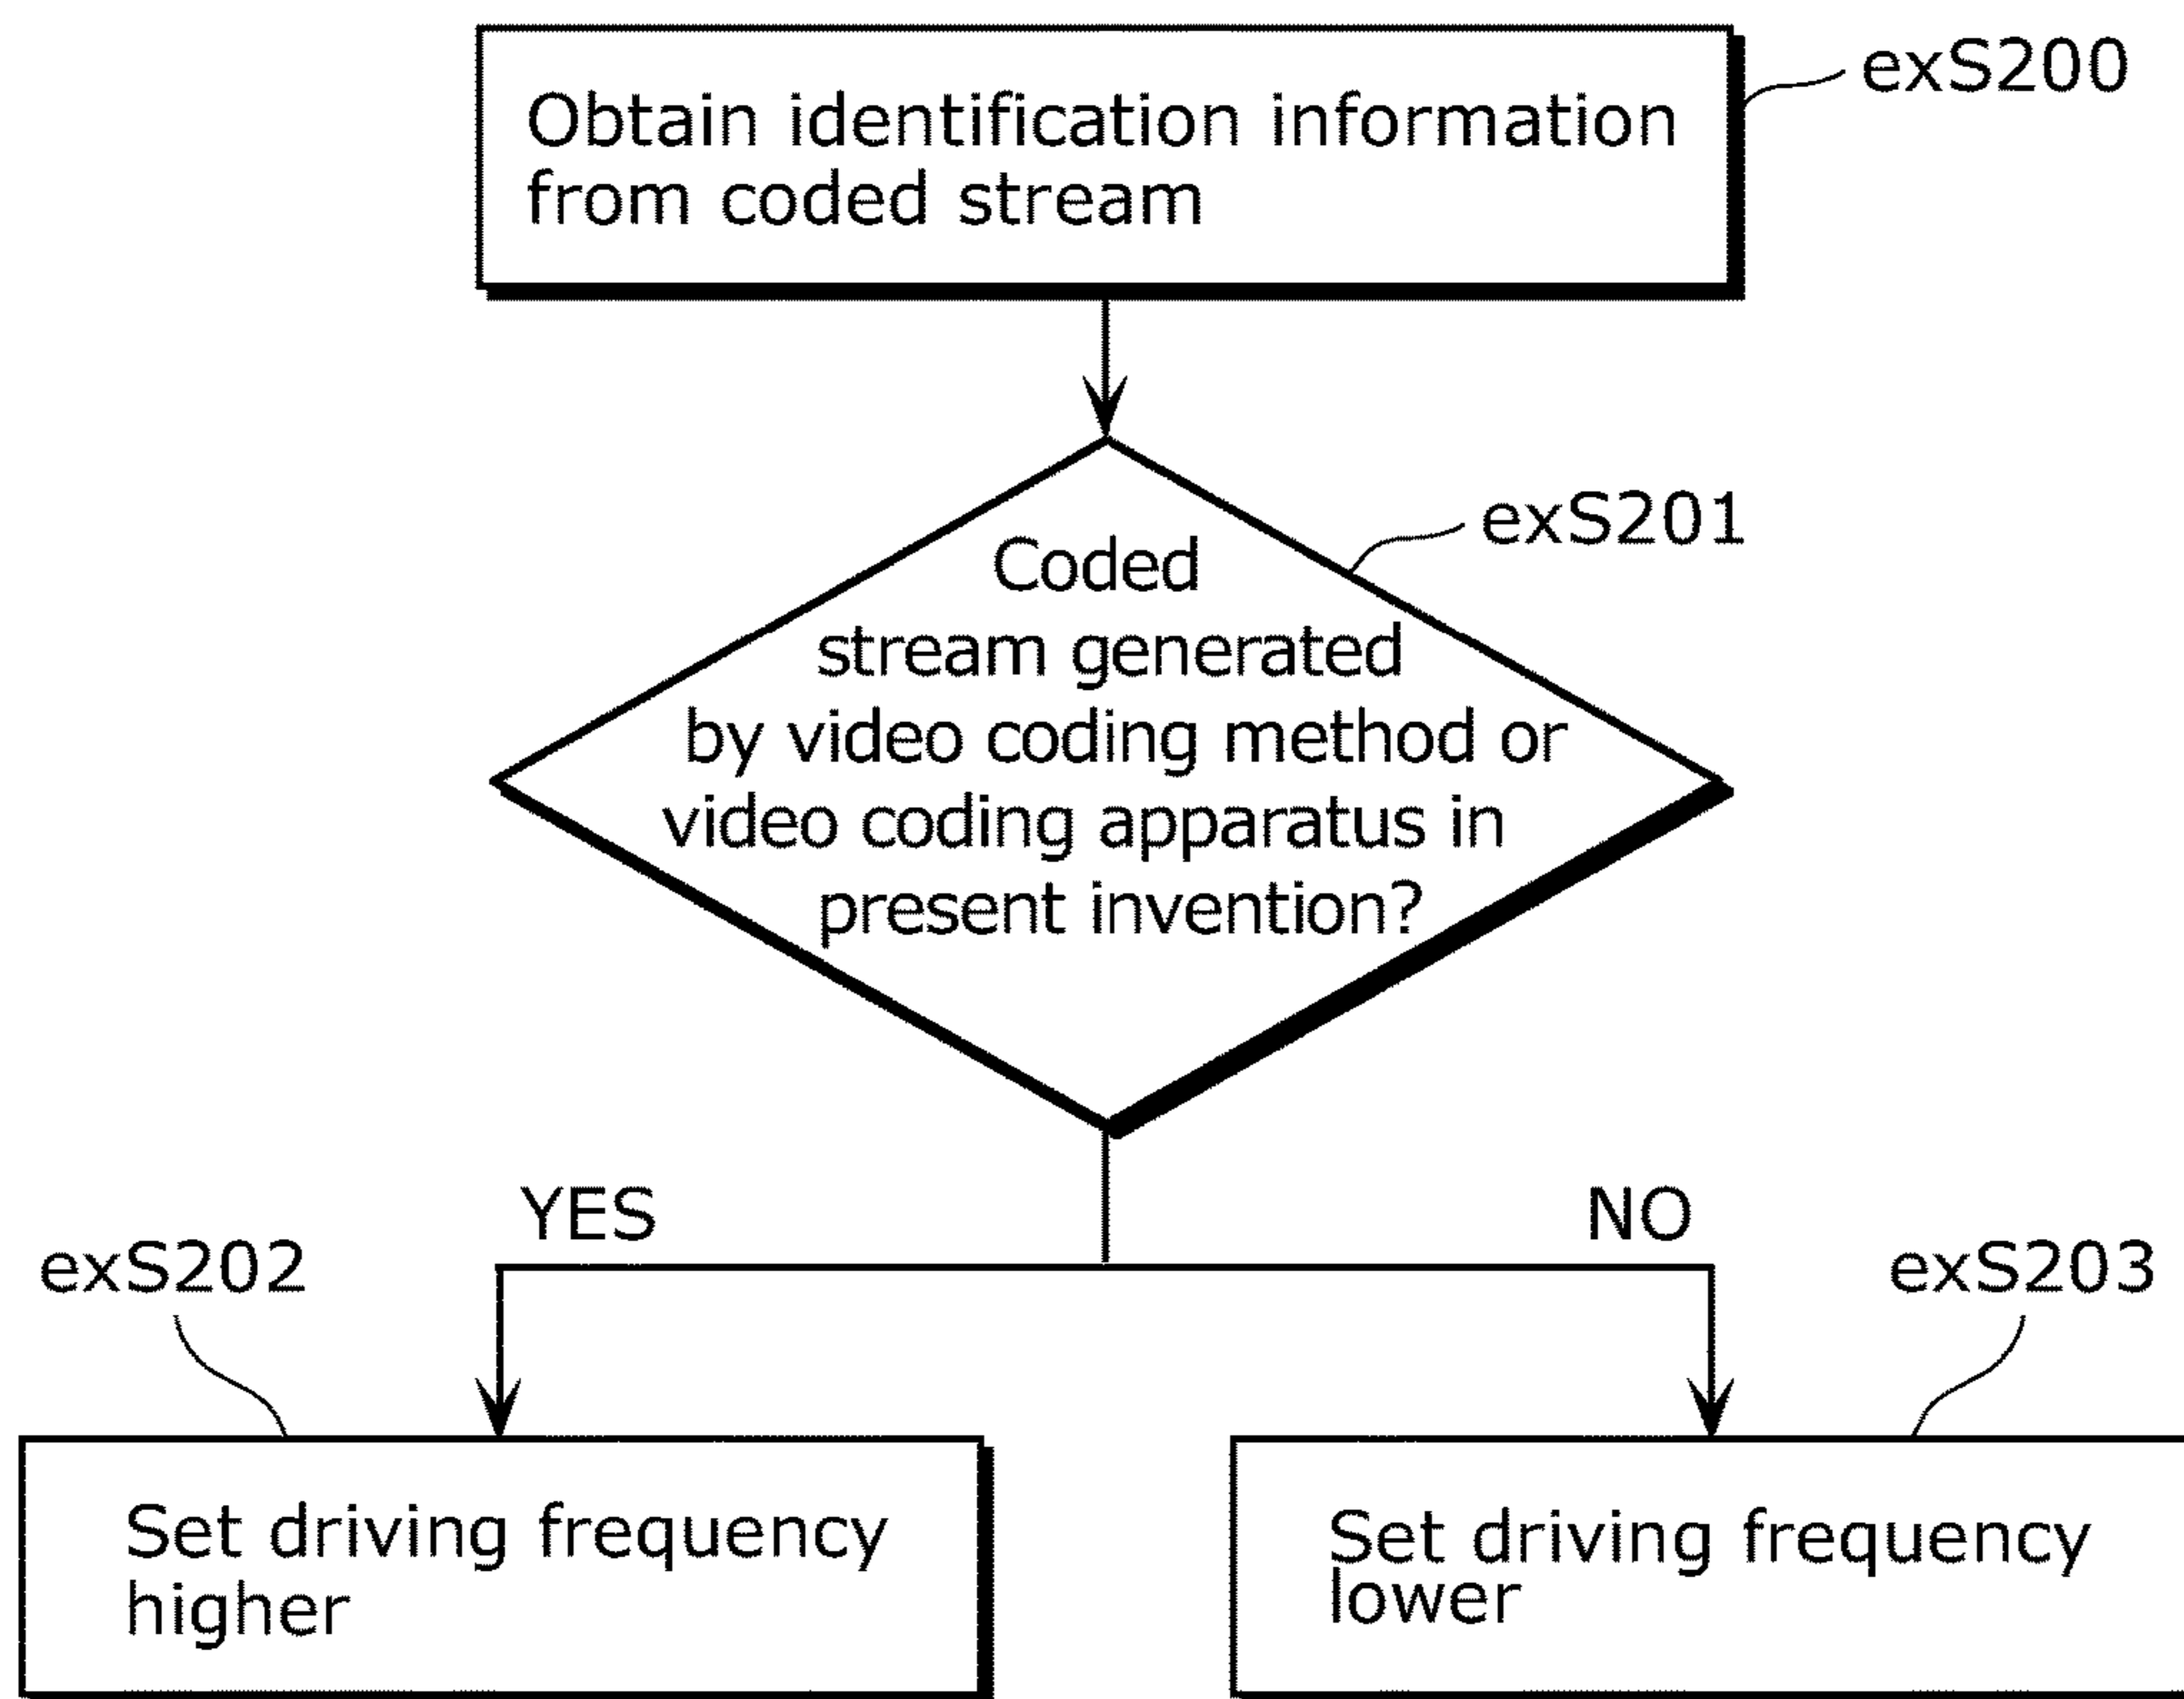 Obtain identification information
from coded stream
exS200
exS201
Coded
stream generated
by video coding method or
video coding apparatus in
present invention?
YES
NO
exS202
exS203
Set driving frequency
higher
Set driving frequency
lower